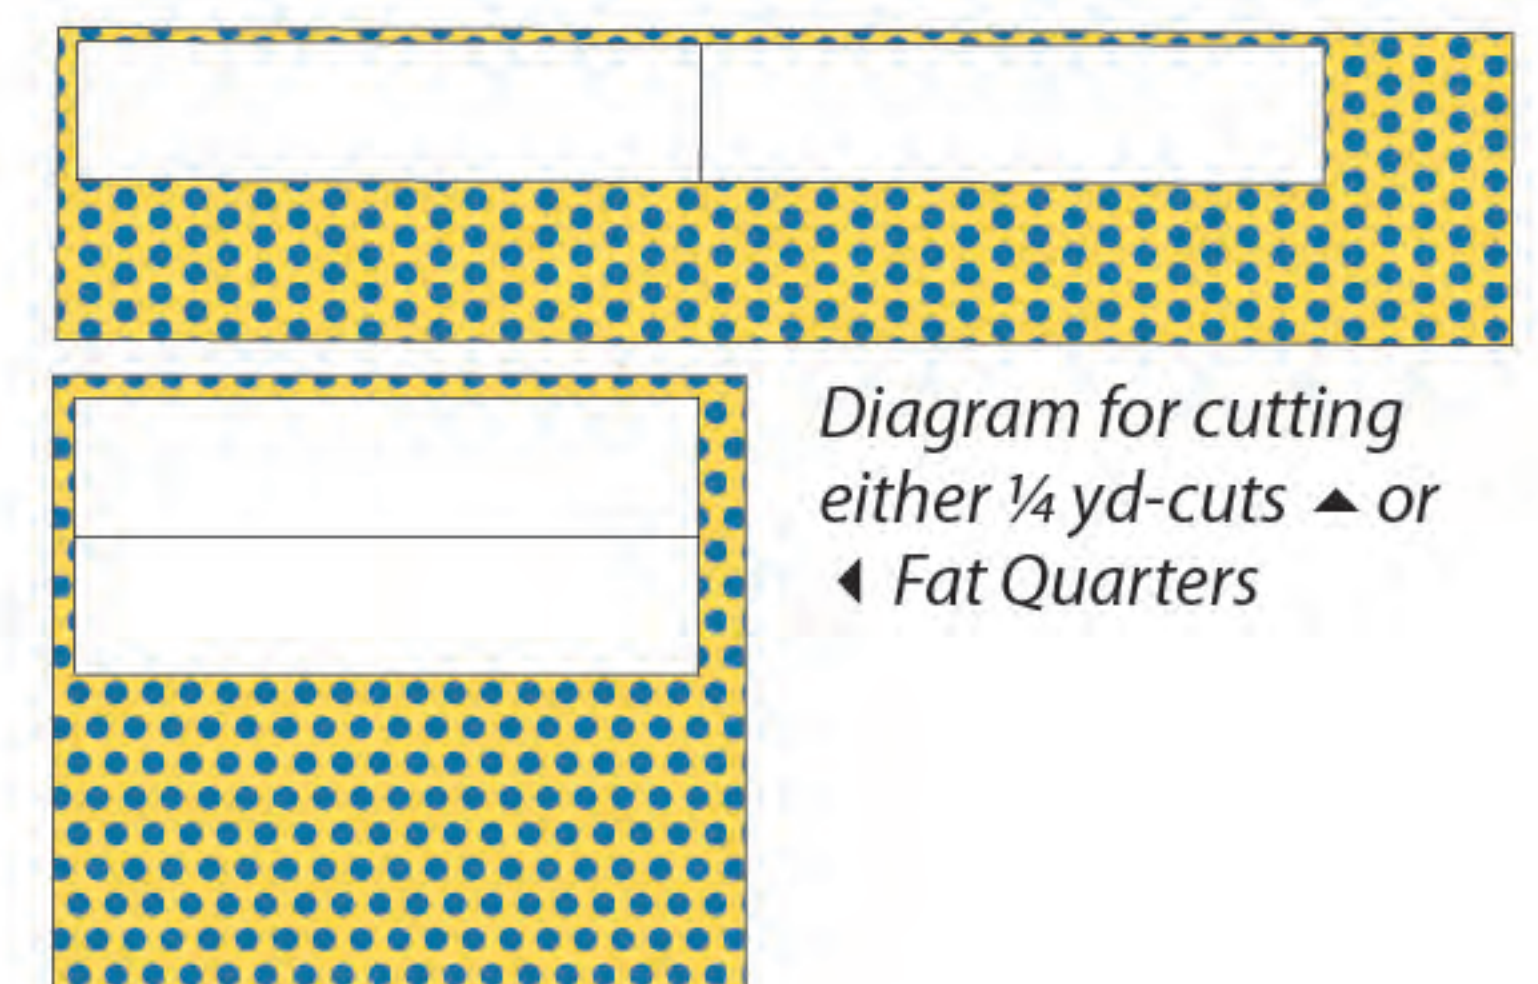 Diagram for cutting
either ¼ yd-cuts ▲ or
◀ Fat Quarters